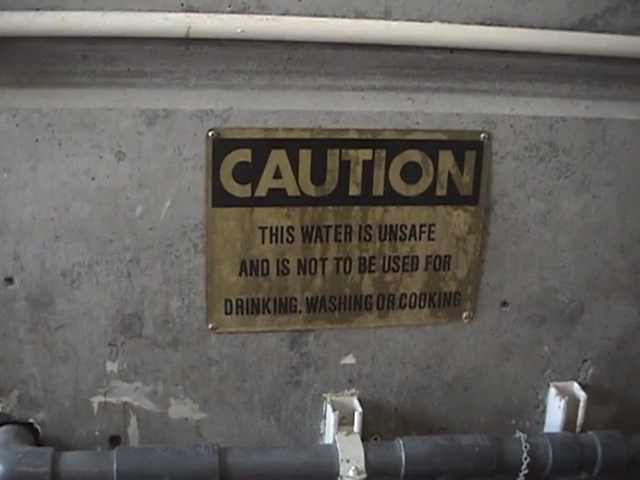 CAUTION
THIS WATER IS UNSAFE
AND IS NOT TO BE USED FOR
DRINKING, WASHING OR COOKING